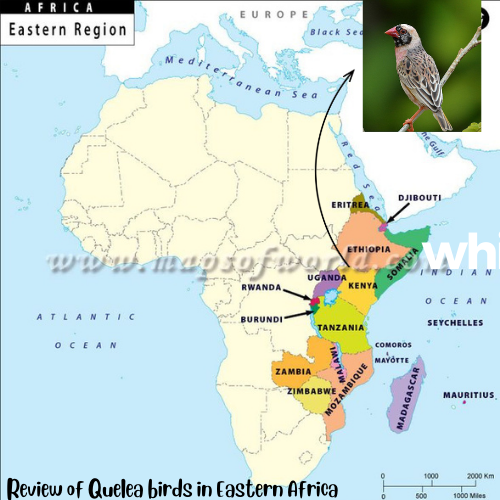 AFRICA
Eastern Region
EUROPE
Black Sea
Mediterranean Sea
The Gulf
Red Sea
ERITREA
DJIBOUTI
ETHIOPIA
SOMALIA
whi
www.mapsofworld.com
UGANDA
KENYA
INDIAN
OCEAN
RWANDA
BURUNDI
TANZANIA
SEYCHELLES
ATLANTIC
OCEAN
COMOROS
MAYOTTE
ZAMBIA
MALAWI
ZIMBABWE
MOZAMBIQUE
MADAGASCAR
MAURITIUS
0 1000 2000 Km
0 500 1000 Miles
Review of Quelea birds in Eastern Africa